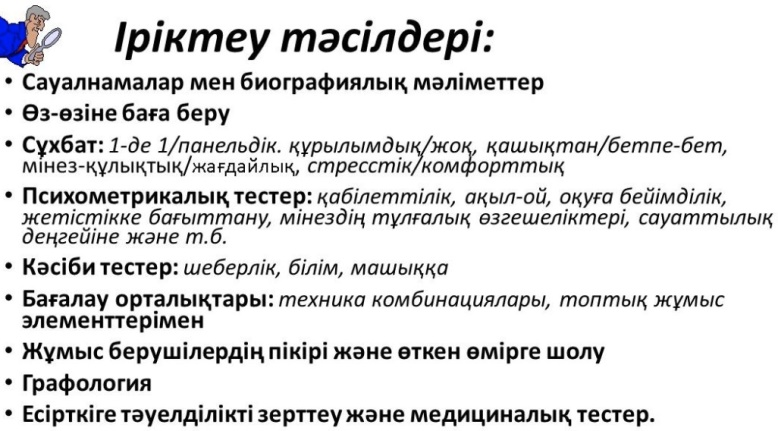 Іріктеу тәсілдері:
• Сауалнамалар мен биографиялық мәліметтер
• Өз-өзіне баға беру
• Сұхбат: 1-де 1/панельдік. құрылымдық/жоқ, қашықтан/бетпе-бет,
мінез-құлықтық/жағдайлық, стресстік/комфорттық
• Психометрикалық тестер: қабілеттілік, ақыл-ой, оқуға бейімділік,
жетістікке бағыттану, мінездің тұлғалық өзгешеліктері, сауаттылық
деңгейіне және т.б.
• Кәсіби тестер: шеберлік, білім, машыққа
• Бағалау орталықтары: техника комбинациялары, топтық жұмыс
элементтерімен
• Жұмыс берушілердің пікірі және өткен өмірге шолу
• Графология
• Есірткіге тәуелділікті зерттеу және медициналық тестер.